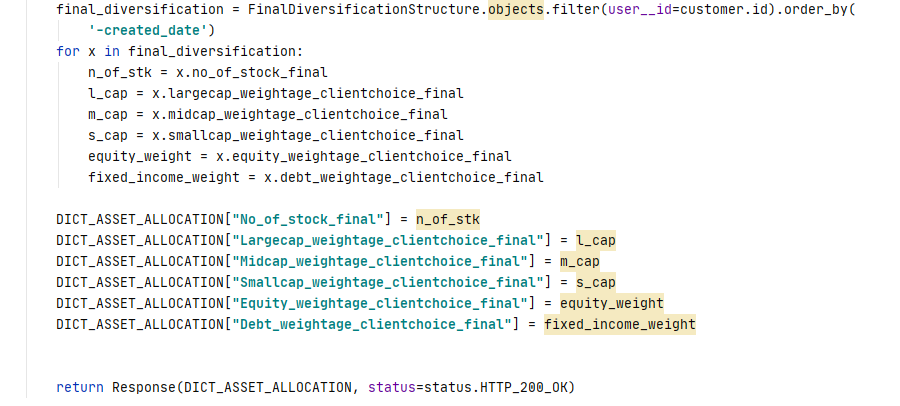 final_diversification = FinalDiversificationStructure.objects.filter(user__id=customer.id).order_by(
    '-created_date')
for x in final_diversification:
    n_of_stk = x.no_of_stock_final
    l_cap = x.largecap_weightage_clientchoice_final
    m_cap = x.midcap_weightage_clientchoice_final
    s_cap = x.smallcap_weightage_clientchoice_final
    equity_weight = x.equity_weightage_clientchoice_final
    fixed_income_weight = x.debt_weightage_clientchoice_final
DICT_ASSET_ALLOCATION["No_of_stock_final"] = n_of_stk
DICT_ASSET_ALLOCATION["Largecap_weightage_clientchoice_final"] = l_cap
DICT_ASSET_ALLOCATION["Midcap_weightage_clientchoice_final"] = m_cap
DICT_ASSET_ALLOCATION["Smallcap_weightage_clientchoice_final"] = s_cap
DICT_ASSET_ALLOCATION["Equity_weightage_clientchoice_final"] = equity_weight
DICT_ASSET_ALLOCATION["Debt_weightage_clientchoice_final"] = fixed_income_weight
return Response(DICT_ASSET_ALLOCATION, status=status.HTTP_200_OK)